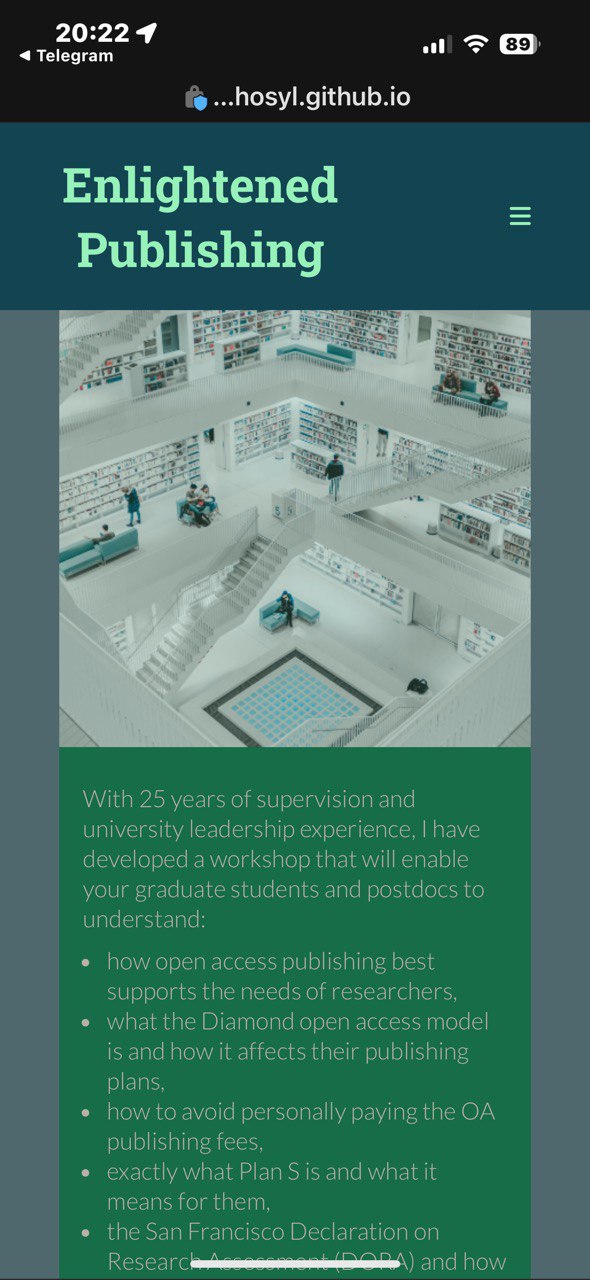 20:22
◀ Telegram
89
...hosyl.github.io
Enlightened
Publishing
5 5
With 25 years of supervision and
university leadership experience, I have
developed a workshop that will enable
your graduate students and postdocs to
understand:
• how open access publishing best
supports the needs of researchers,
• what the Diamond open access model
is and how it affects their publishing
plans,
• how to avoid personally paying the OA
publishing fees,
• exactly what Plan S is and what it
means for them,
• the San Francisco Declaration on
Research Assessment (DORA) and how